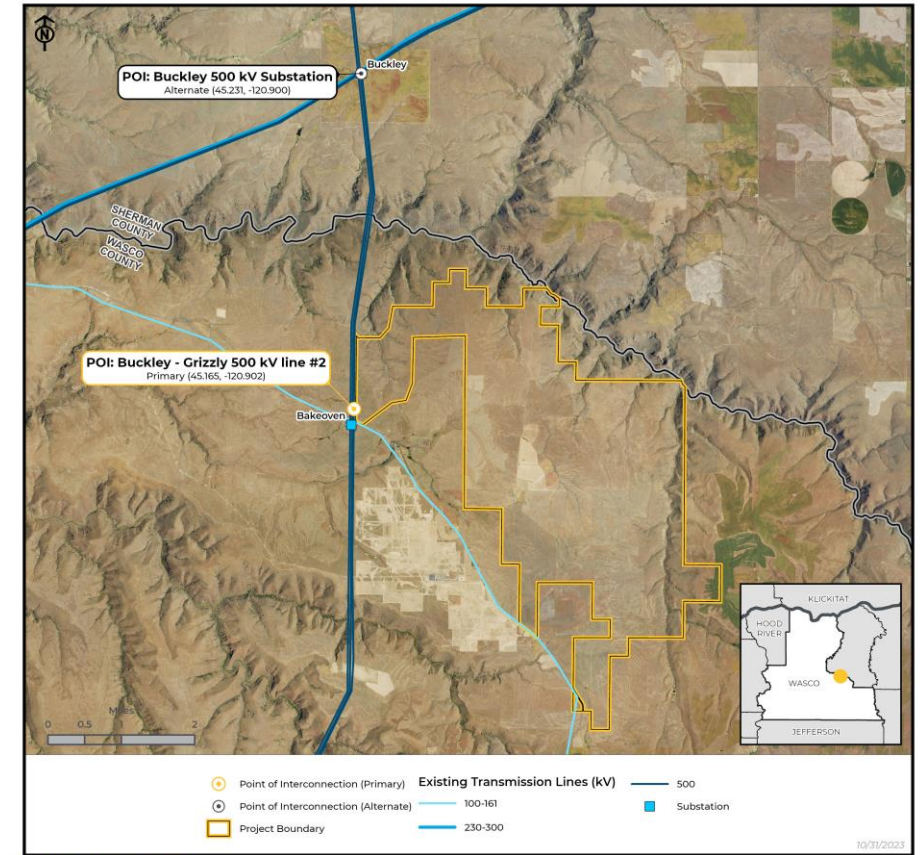 N
Buckley
POI: Buckley 500 kV Substation
Alternate (45.231, -120.900)
SHERMAN
COUNTY
WASCO
COUNTY
POI: Buckley - Grizzly 500 kV line #2
Primary (45.165, -120.902)
Bakeoven
KLICKITAT
HOOD
RIVER
WASCO
JEFFERSON
Miles
0 0.5 1 2
Point of Interconnection (Primary)
Point of Interconnection (Alternate)
Project Boundary
Existing Transmission Lines (kV)
100-161
230-300
500
Substation
10/31/2023